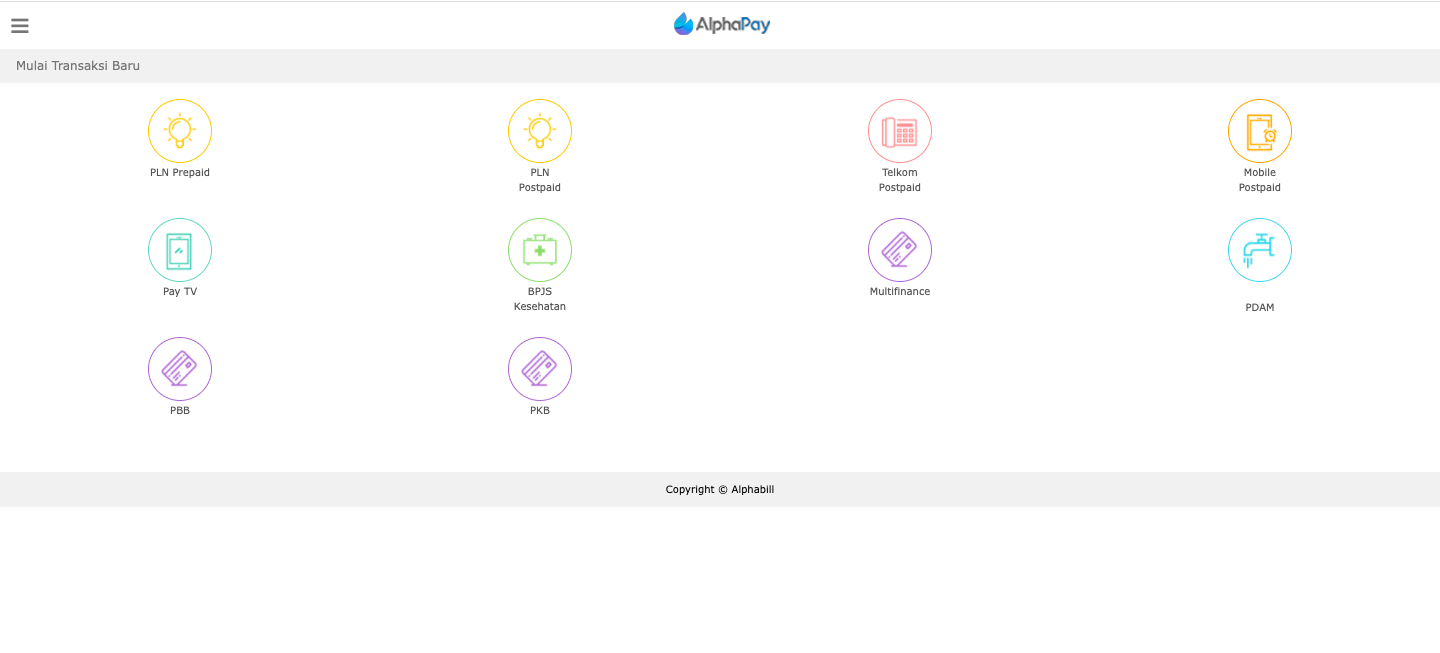 AlphaPay
Mulai Transaksi Baru
PLN Prepaid
PLN
Postpaid
Telkom
Postpaid
Mobile
Postpaid
Pay TV
BPJS
Kesehatan
Multifinance
PDAM
PBB
PKB
Copyright © Alphabill